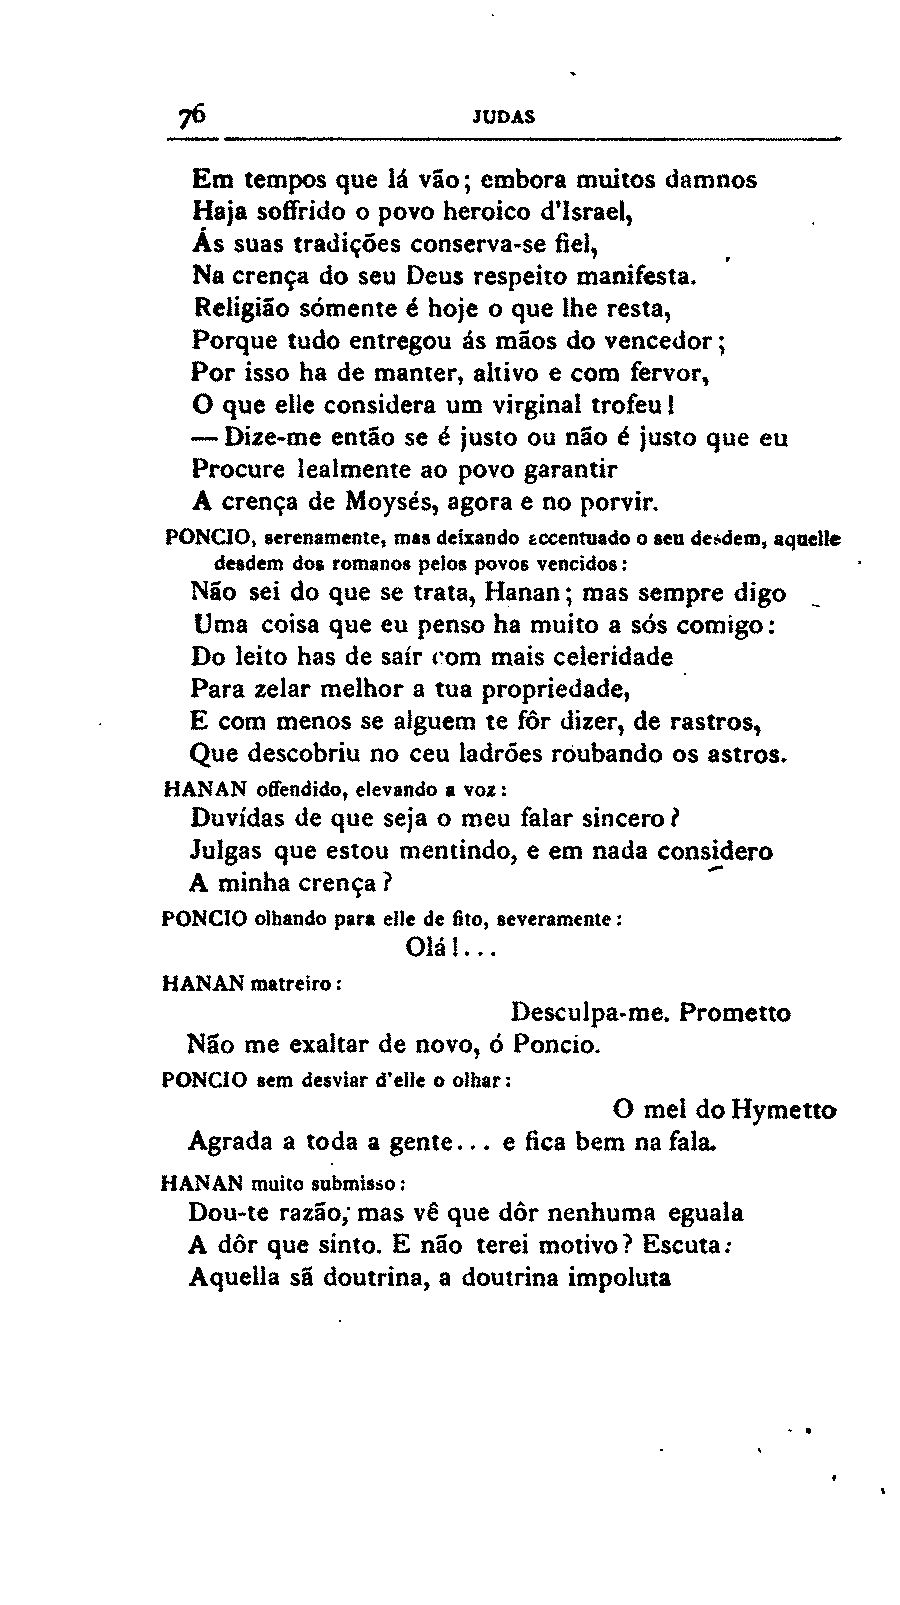 76 JUDAS
Em tempos que lá vão; embora muitos damnos
Haja soffrido o povo heroico d'Israel,
Ás suas tradições conserva-se fiel,
Na crença do seu Deus respeito manifesta.
Religião sómente é hoje o que lhe resta,
Porque tudo entregou ás mãos do vencedor;
Por isso ha de manter, altivo e com fervor,
O que elle considera um virginal trofeu!
— Dize-me então se é justo ou não é justo que eu
Procure lealmente ao povo garantir
A crença de Moysés, agora e no porvir.
PONCIO, serenamente, mas deixando accentuado o seu desdem, aquelle
desdem dos romanos pelos povos vencidos:
Não sei do que se trata, Hanan; mas sempre digo
Uma coisa que eu penso ha muito a sós comigo:
Do leito has de saír com mais celeridade
Para zelar melhor a tua propriedade,
E com menos se alguem te fôr dizer, de rastros,
Que descobriu no ceu ladrões roubando os astros.
HANAN offendido, elevando a voz:
Duvídas de que seja o meu falar sincero?
Julgas que estou mentindo, e em nada considero
A minha crença?
PONCIO olhando para elle de fito, severamente:
Olá!...
HANAN matreiro:
Desculpa-me. Prometto
Não me exaltar de novo, ó Poncio.
PONCIO sem desviar d'elle o olhar:
O mel do Hymetto
Agrada a toda a gente... e fica bem na fala.
HANAN muito submisso:
Dou-te razão; mas vê que dôr nenhuma eguala
A dôr que sinto. E não terei motivo? Escuta:
Aquella sã doutrina, a doutrina impoluta